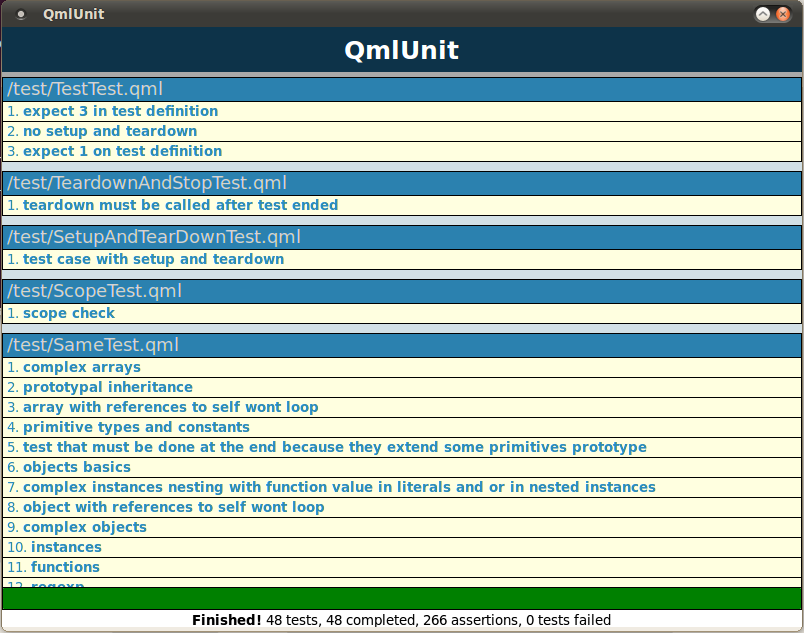 QmlUnit
QmlUnit
/test/TestTest.qml
1. expect 3 in test definition
2. no setup and teardown
3. expect 1 on test definition
/test/TeardownAndStopTest.qml
1. teardown must be called after test ended
/test/SetupAndTearDownTest.qml
1. test case with setup and teardown
/test/ScopeTest.qml
1. scope check
/test/SameTest.qml
1. complex arrays
2. prototypal inheritance
3. array with references to self wont loop
4. primitive types and constants
5. test that must be done at the end because they extend some primitives prototype
6. objects basics
7. complex instances nesting with function value in literals and or in nested instances
8. object with references to self wont loop
9. complex objects
10. instances
11. functions
12. regexp
Finished! 48 tests, 48 completed, 266 assertions, 0 tests failed